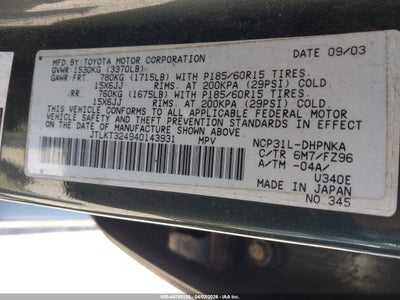 MFD. BY: TOYOTA MOTOR CORPORATION DATE 09/03
GVWR: 1530KG (3370LB)
GAWR: FRT 780KG (1715LB) WITH P185/60R15 TIRES.
15X6JJ RIMS. AT 200KPA (29PSI) COLD
RR 760KG (1675LB) WITH P185/60R15 TIRES.
15X6JJ RIMS. AT 200KPA (29PSI) COLD
THIS VEHICLE CONFORMS TO ALL APPLICABLE FEDERAL MOTOR
VEHICLE SAFETY AND THEFT PREVENTION STANDARDS IN
EFFECT ON THE DATE OF MANUFACTURE SHOWN ABOVE.
JTLKT324940143931 MPV
NCP31L-DHPNKA
C/TR 6M7/FZ96
A/TM -04A/
U340E
MADE IN JAPAN
NO.345